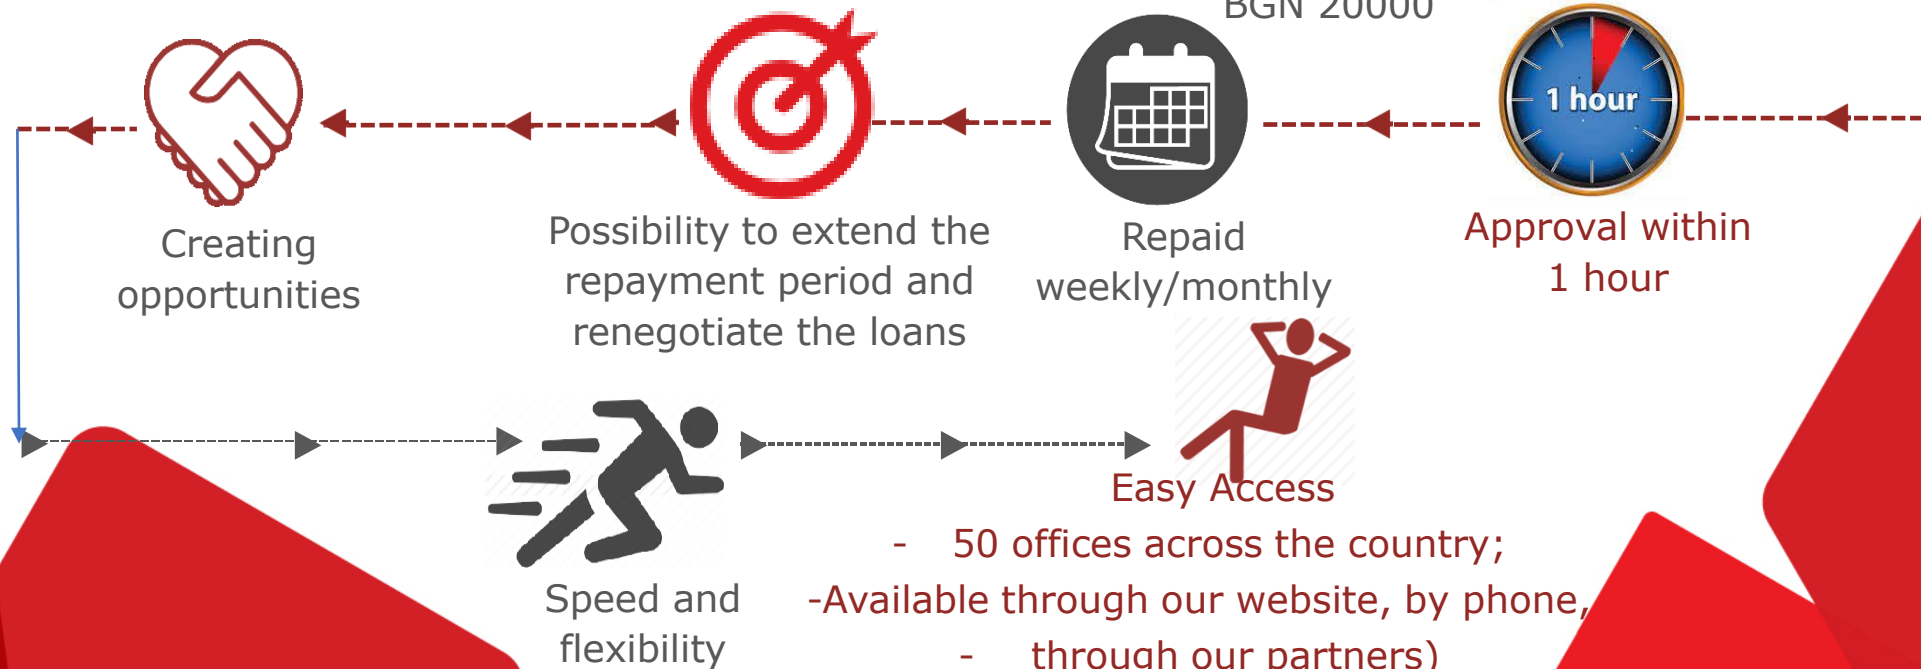 BGN 20000
1 hour
Creating
opportunities
Possibility to extend the
repayment period and
renegotiate the loans
Repaid
weekly/monthly
Approval within
1 hour
Speed and
flexibility
Easy Access
- 50 offices across the country;
-Available through our website, by phone,
- through our partners)